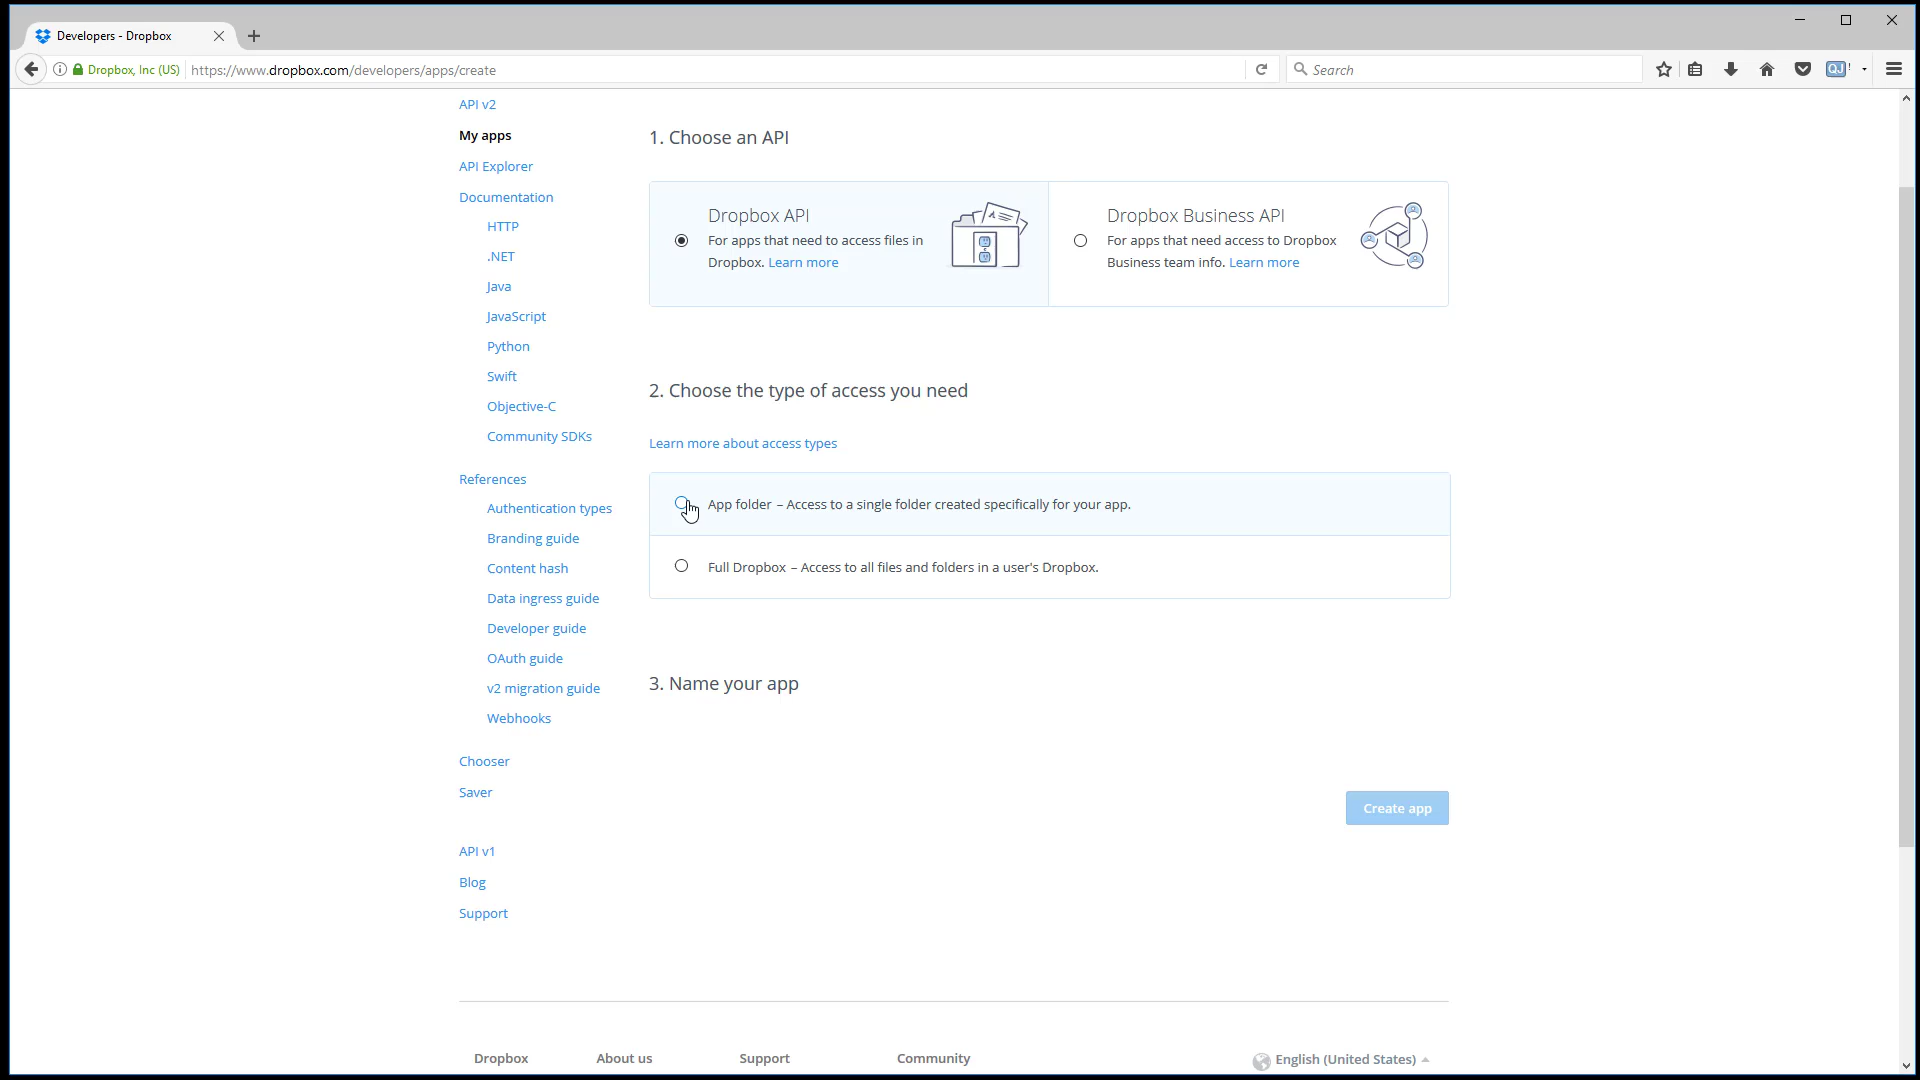 Developers - Dropbox
Dropbox, Inc (US)
https://www.dropbox.com/developers/apps/create
Search
QJ !
API v2
My apps
API Explorer
Documentation
HTTP
.NET
Java
JavaScript
Python
Swift
Objective-C
Community SDKs
References
Authentication types
Branding guide
Content hash
Data ingress guide
Developer guide
OAuth guide
v2 migration guide
Webhooks
Chooser
Saver
API v1
Blog
Support
1. Choose an API
Dropbox API
For apps that need to access files in
Dropbox. Learn more
Dropbox Business API
For apps that need access to Dropbox
Business team info. Learn more
2. Choose the type of access you need
Learn more about access types
App folder – Access to a single folder created specifically for your app.
Full Dropbox – Access to all files and folders in a user's Dropbox.
3. Name your app
Create app
Dropbox
About us
Support
Community
English (United States)